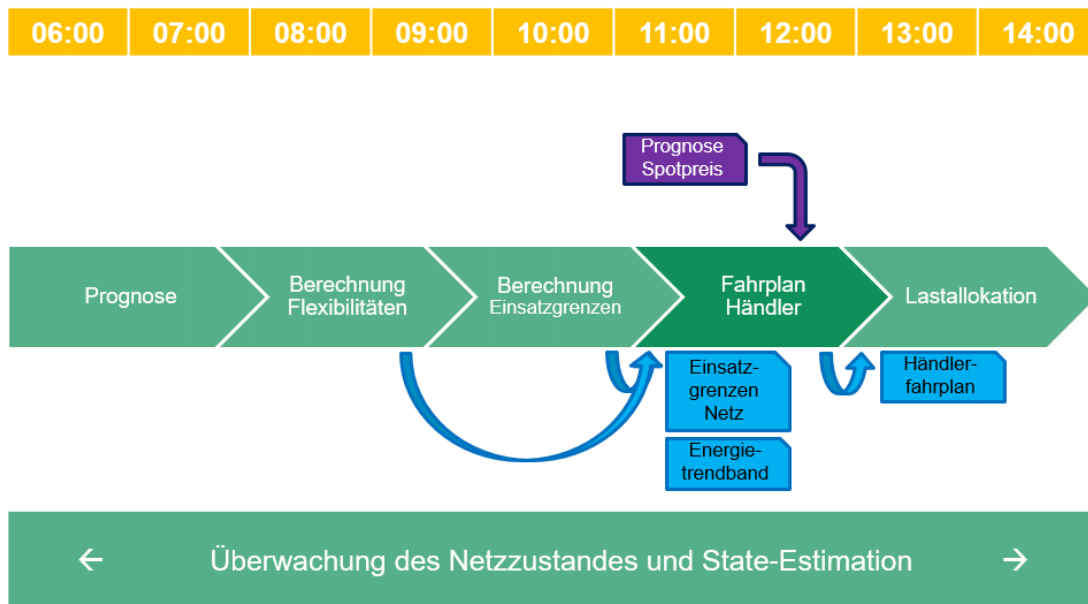 06:00 07:00 08:00 09:00 10:00 11:00 12:00 13:00 14:00
Prognose
Spotpreis
Prognose
Berechnung
Flexibilitäten
Berechnung
Einsatzgrenzen
Fahrplan
Händler
Lastallokation
Einsatz-
grenzen
Netz
Energie-
trendband
Händler-
fahrplan
← Überwachung des Netzzustandes und State-Estimation →